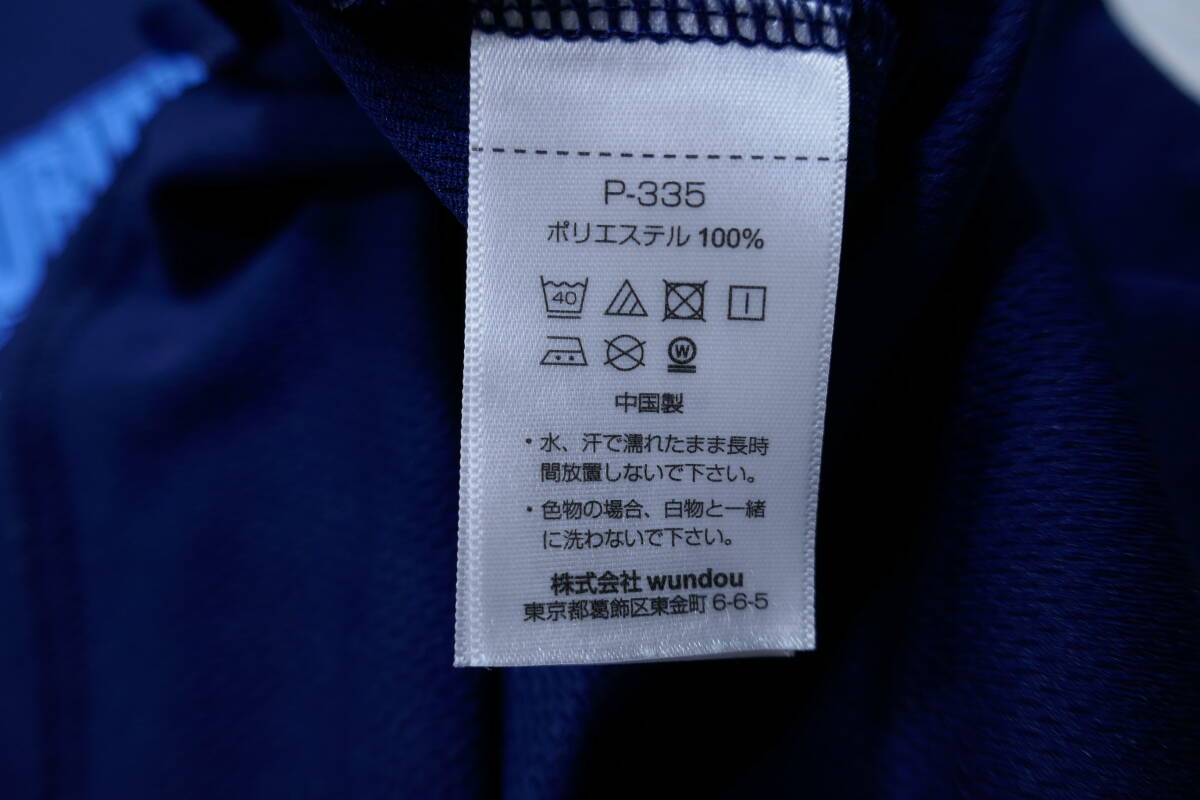 P-335
ポリエステル 100%
40
W
中国製
・水、汗で濡れたまま長時
間放置しないで下さい。
・色物の場合、白物と一緒
に洗わないで下さい。
株式会社 wundou
東京都葛飾区東金町 6-6-5